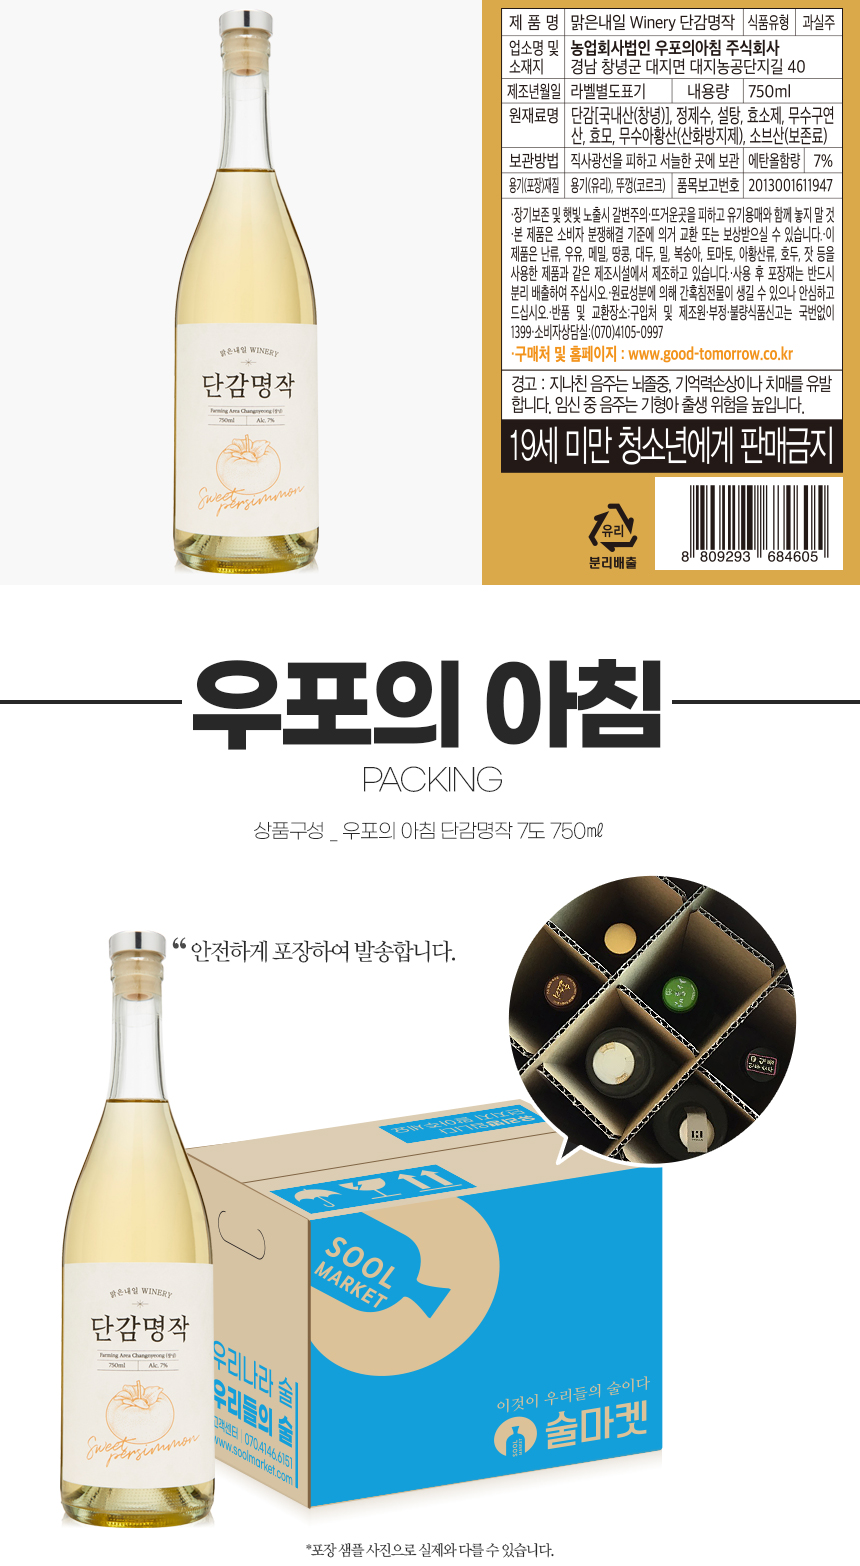 맑은내일 WINERY
단감명작
Farming Area Changnyeong (창녕)
750ml Alc. 7%
Sweet
persimmon
제 품 명 맑은내일 Winery 단감명작 식품유형 과실주
업소명 및 소재지 농업회사법인 우포의아침 주식회사
경남 창녕군 대지면 대지농공단지길 40
제조년월일 라벨별도표기 내용량 750ml
원재료명 단감[국내산(창녕)], 정제수, 설탕, 효소제, 무수구연
산, 효모, 무수아황산(산화방지제), 소브산(보존료)
보관방법 직사광선을 피하고 서늘한 곳에 보관 에탄올함량 7%
용기(포장)재질 용기(유리), 뚜껑(코르크) 품목보고번호 2013001611947
·장기보존 및 햇빛 노출시 갈변주의·뜨거운곳을 피하고 유기용매와 함께 놓지 말 것
·본 제품은 소비자 분쟁해결 기준에 의거 교환 또는 보상받으실 수 있습니다.·이
제품은 난류, 우유, 메밀, 땅콩, 대두, 밀, 복숭아, 토마토, 아황산류, 호두, 잣 등을
사용한 제품과 같은 제조시설에서 제조하고 있습니다.·사용 후 포장재는 반드시
분리 배출하여 주십시오.·원료성분에 의해 간혹침전물이 생길 수 있으나 안심하고
드십시오.·반품 및 교환장소:구입처 및 제조원·부정·불량식품신고는 국번없이
1399·소비자상담실:(070)4105-0997
·구매처 및 홈페이지 : www.good-tomorrow.co.kr
경고 : 지나친 음주는 뇌졸중, 기억력손상이나 치매를 유발
합니다. 임신 중 음주는 기형아 출생 위험을 높입니다.
19세 미만 청소년에게 판매금지
유리
분리배출
8 809293 684605
우포의 아침
PACKING
상품구성 _ 우포의 아침 단감명작 7도 750㎖
“ 안전하게 포장하여 발송합니다.
맑은내일 WINERY
단감명작
Farming Area Changnyeong (창녕)
750ml Alc. 7%
Sweet
persimmon
SOOL
MARKET
우리나라 술
우리들의 술
고객센터 070.4146.6151
www.soolmarket.com
이것이 우리들의 술이다
술마켓
SOOL
MARKET
*포장 샘플 사진으로 실제와 다를 수 있습니다.